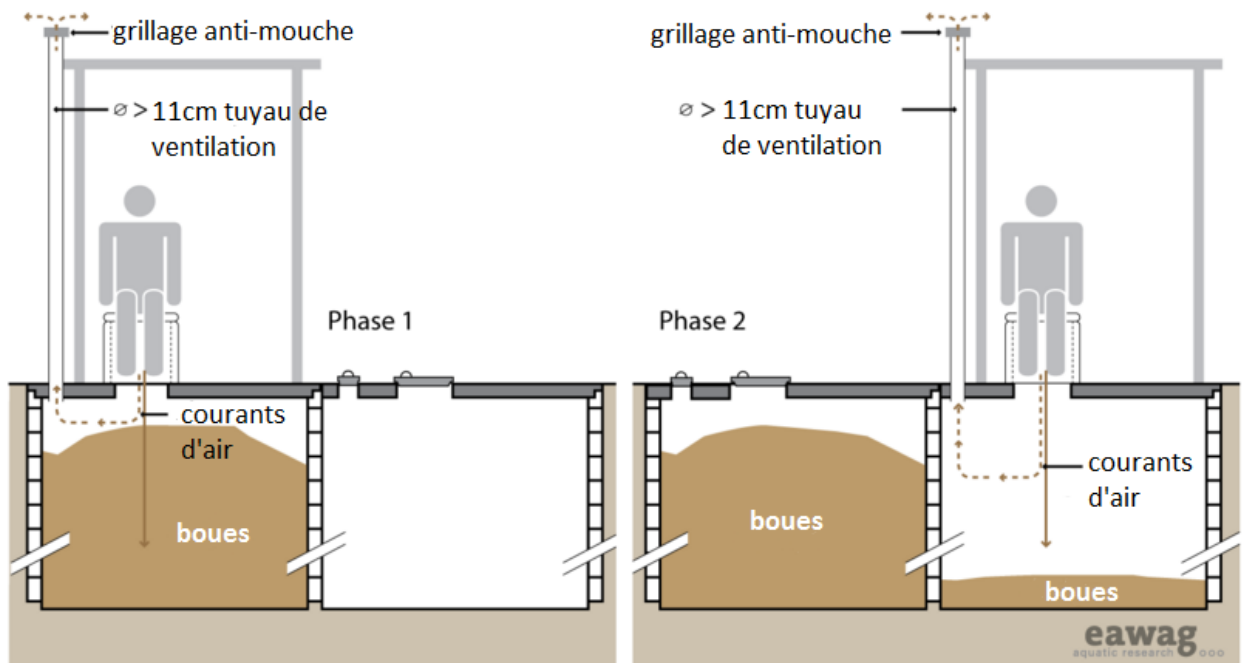 grillage anti-mouche
⌀ > 11cm tuyau de
ventilation
Phase 1
courants
d'air
boues
grillage anti-mouche
⌀ > 11cm tuyau
de ventilation
Phase 2
courants
d'air
boues
boues
eawag
aquatic research